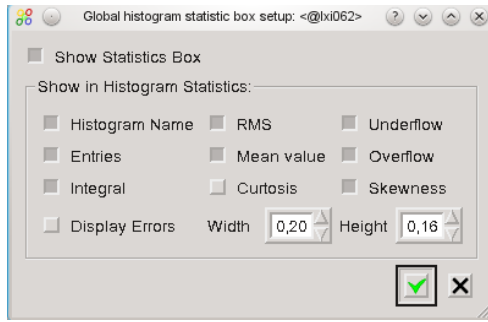 Global histogram statistic box setup: <@lxi062>
Show Statistics Box
Show in Histogram Statistics:
Histogram Name RMS Underflow
Entries Mean value Overflow
Integral Curtosis Skewness
Display Errors Width 0,20 Height 0,16